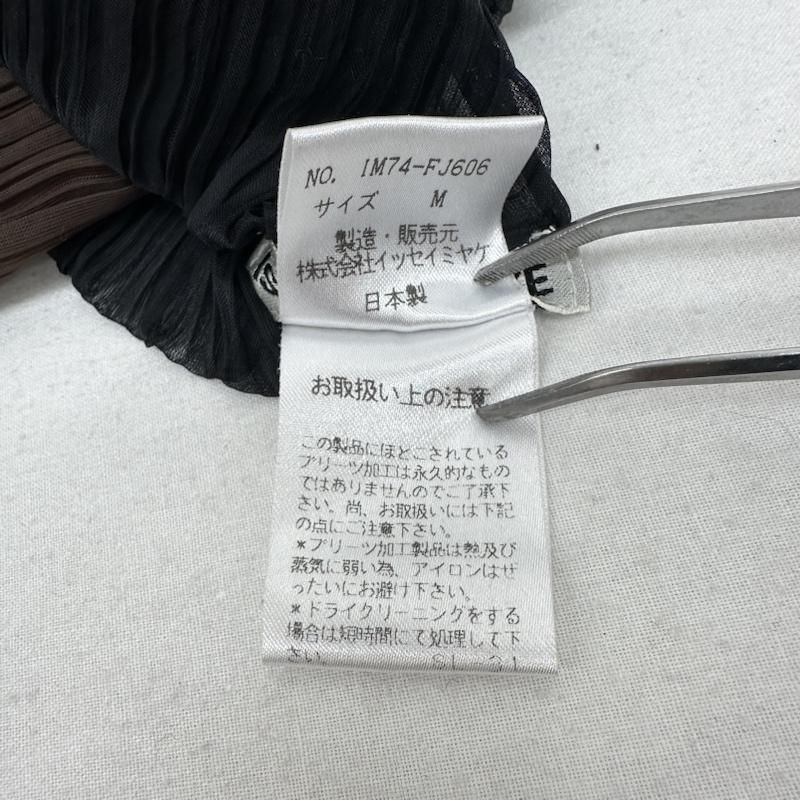 NO. IM74-FJ606
サイズ M
製造・販売元
株式会社イッセイミヤケ
日本製
E
お取扱い上の注意
この製品にほどこされている
プリーツ加工は永久的なもの
ではありませんのでご了承下
さい。尚、お取扱いには下記
の点にご注意下さい。
*プリーツ加工製品は熱及び
蒸気に弱い為、アイロンはぜ
ったいにお避け下さい。
*ドライクリーニングをする
場合は短時間にて処理して下
さい。